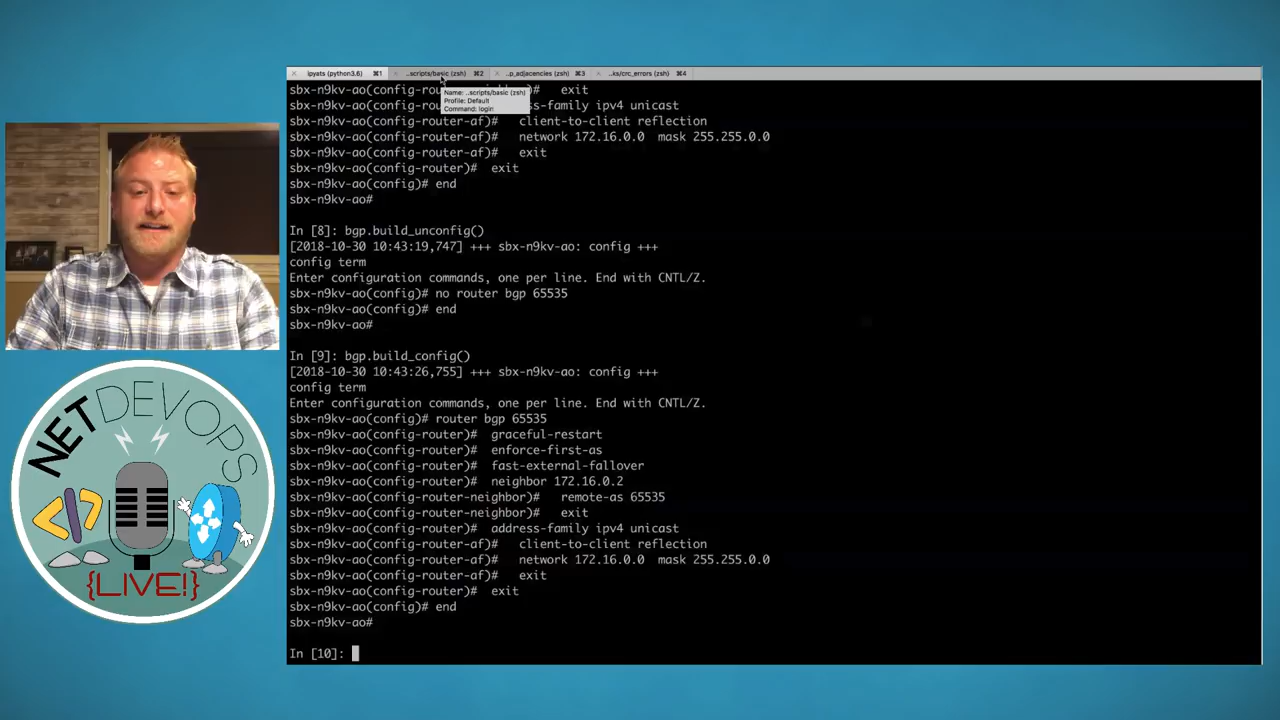 ipyats (python3.6) ⌘1
..scripts/basic (zsh) ⌘2
..p_adjacencies (zsh) ⌘3
..ks/crc_errors (zsh) ⌘4
exit
Name: ..scripts/basic (zsh)
Profile: Default
Command: login
ss-family ipv4 unicast
sbx-n9kv-ao(config-router-af)# client-to-client reflection
sbx-n9kv-ao(config-router-af)# network 172.16.0.0 mask 255.255.0.0
sbx-n9kv-ao(config-router-af)# exit
sbx-n9kv-ao(config-router)# exit
sbx-n9kv-ao(config)# end
sbx-n9kv-ao#
In [8]: bgp.build_unconfig()
[2018-10-30 10:43:19,747] +++ sbx-n9kv-ao: config +++
config term
Enter configuration commands, one per line. End with CNTL/Z.
sbx-n9kv-ao(config)# no router bgp 65535
sbx-n9kv-ao(config)# end
sbx-n9kv-ao#
In [9]: bgp.build_config()
[2018-10-30 10:43:26,755] +++ sbx-n9kv-ao: config +++
config term
Enter configuration commands, one per line. End with CNTL/Z.
sbx-n9kv-ao(config)# router bgp 65535
sbx-n9kv-ao(config-router)# graceful-restart
sbx-n9kv-ao(config-router)# enforce-first-as
sbx-n9kv-ao(config-router)# fast-external-fallover
sbx-n9kv-ao(config-router)# neighbor 172.16.0.2
sbx-n9kv-ao(config-router-neighbor)# remote-as 65535
sbx-n9kv-ao(config-router-neighbor)# exit
sbx-n9kv-ao(config-router)# address-family ipv4 unicast
sbx-n9kv-ao(config-router-af)# client-to-client reflection
sbx-n9kv-ao(config-router-af)# network 172.16.0.0 mask 255.255.0.0
sbx-n9kv-ao(config-router-af)# exit
sbx-n9kv-ao(config-router)# exit
sbx-n9kv-ao(config)# end
sbx-n9kv-ao#
In [10]:
NETDEVOPS
</>
{LIVE!}